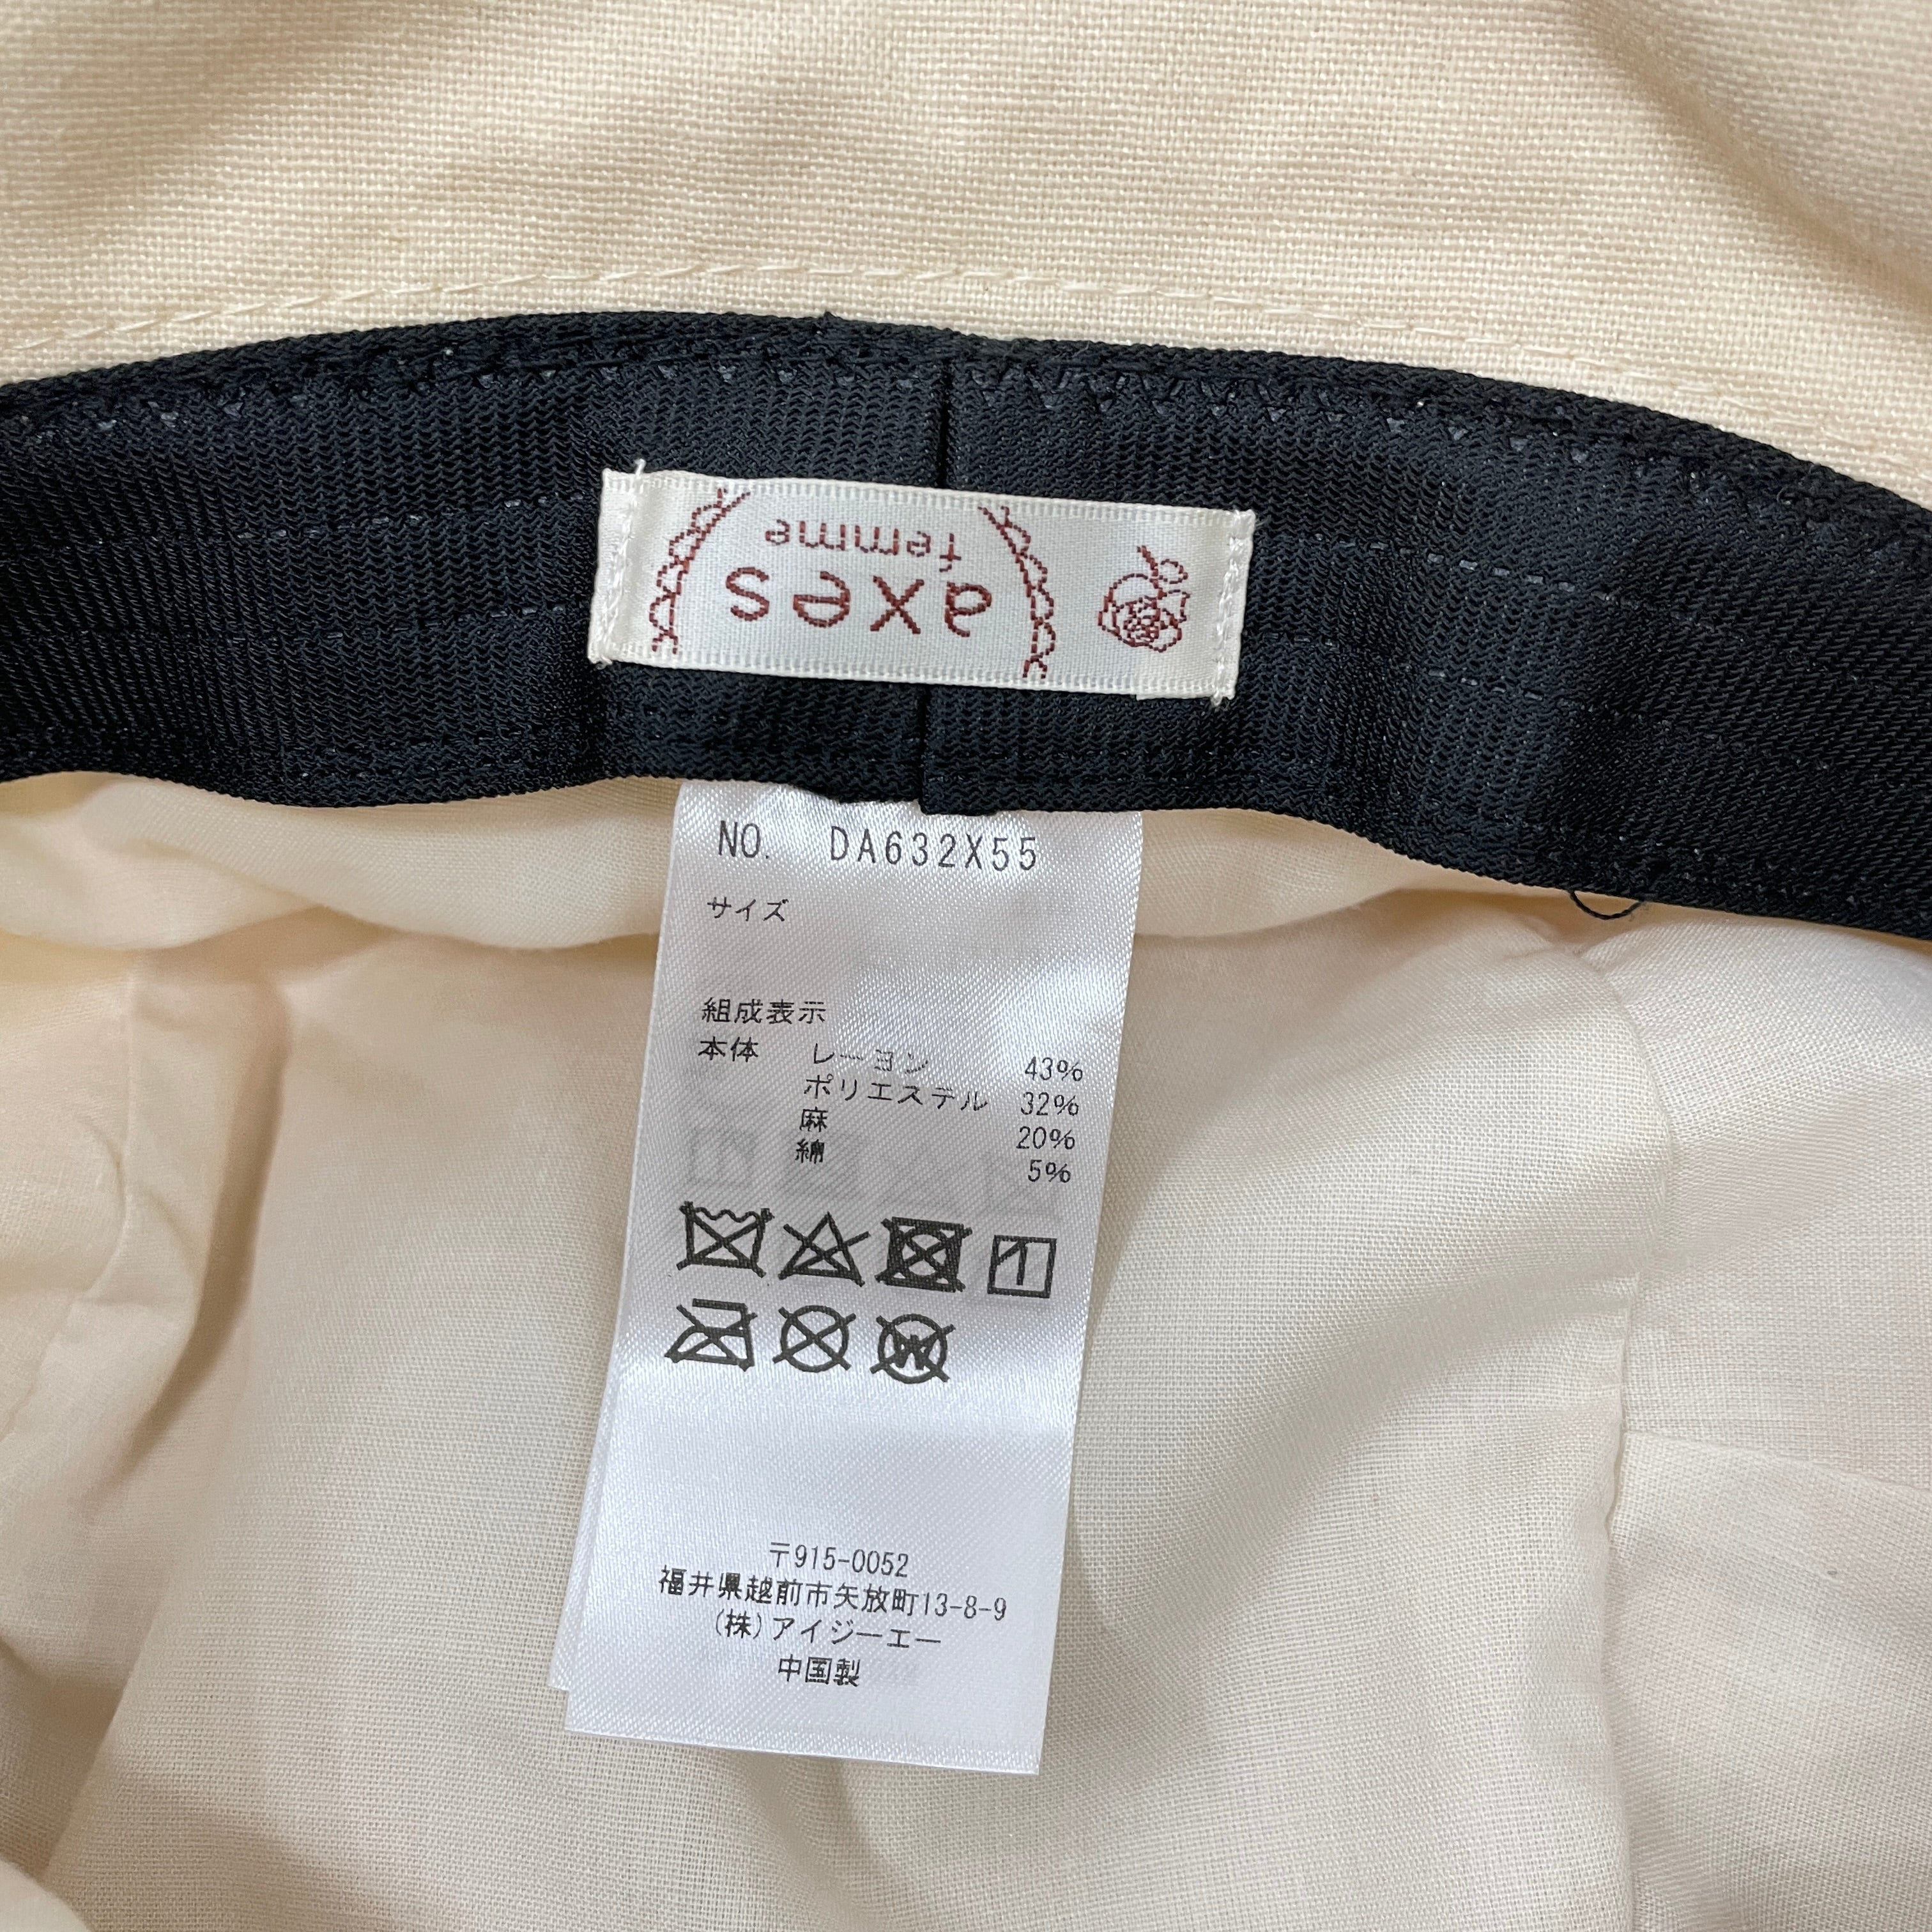 axes
femme
NO. DA632X55
サイズ
組成表示
本体 レーヨン 43%
ポリエステル 32%
麻 20%
綿 5%
W
〒915-0052
福井県越前市矢放町13-8-9
(株)アイジーエー
中国製